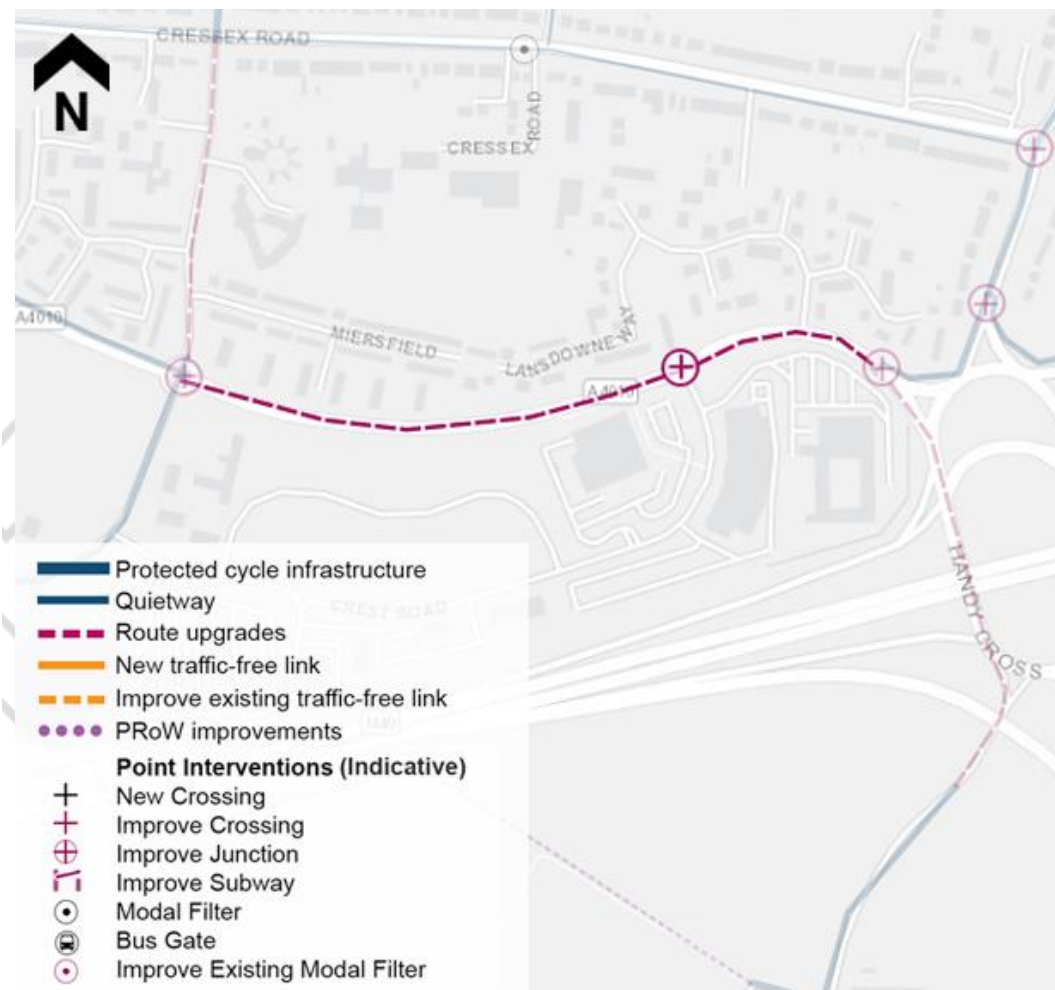 CRESSEX ROAD
N
CRESSEX ROAD
A4010
MIERSFIELD
LANSDOWNE WAY
A4010
HANDY CROSS
CREST ROAD
Protected cycle infrastructure
Quietway
Route upgrades
New traffic-free link
Improve existing traffic-free link
PRoW improvements
Point Interventions (Indicative)
New Crossing
Improve Crossing
Improve Junction
Improve Subway
Modal Filter
Bus Gate
Improve Existing Modal Filter